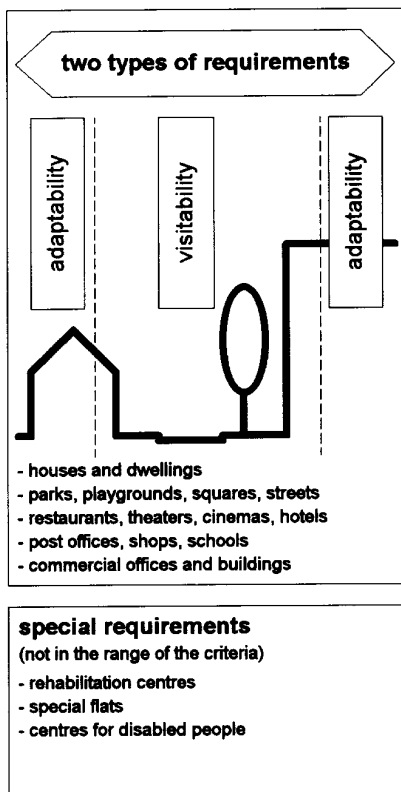 two types of requirements
adaptability
visitability
adaptability
- houses and dwellings
- parks, playgrounds, squares, streets
- restaurants, theaters, cinemas, hotels
- post offices, shops, schools
- commercial offices and buildings
special requirements
(not in the range of the criteria)
- rehabilitation centres
- special flats
- centres for disabled people